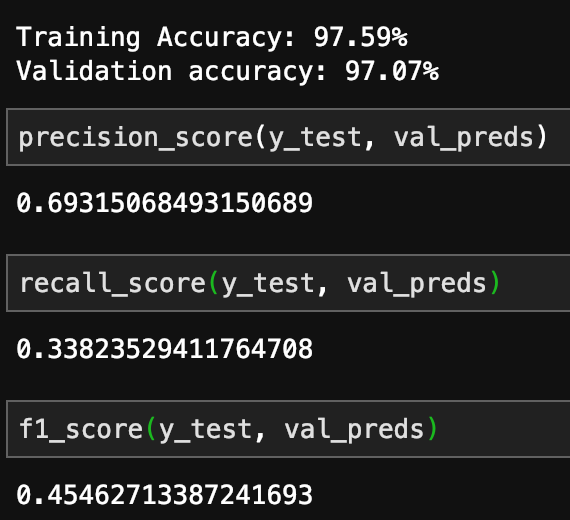 Training Accuracy: 97.59%
Validation accuracy: 97.07%
precision_score(y_test, val_preds)
0.69315068493150689
recall_score(y_test, val_preds)
0.33823529411764708
f1_score(y_test, val_preds)
0.45462713387241693